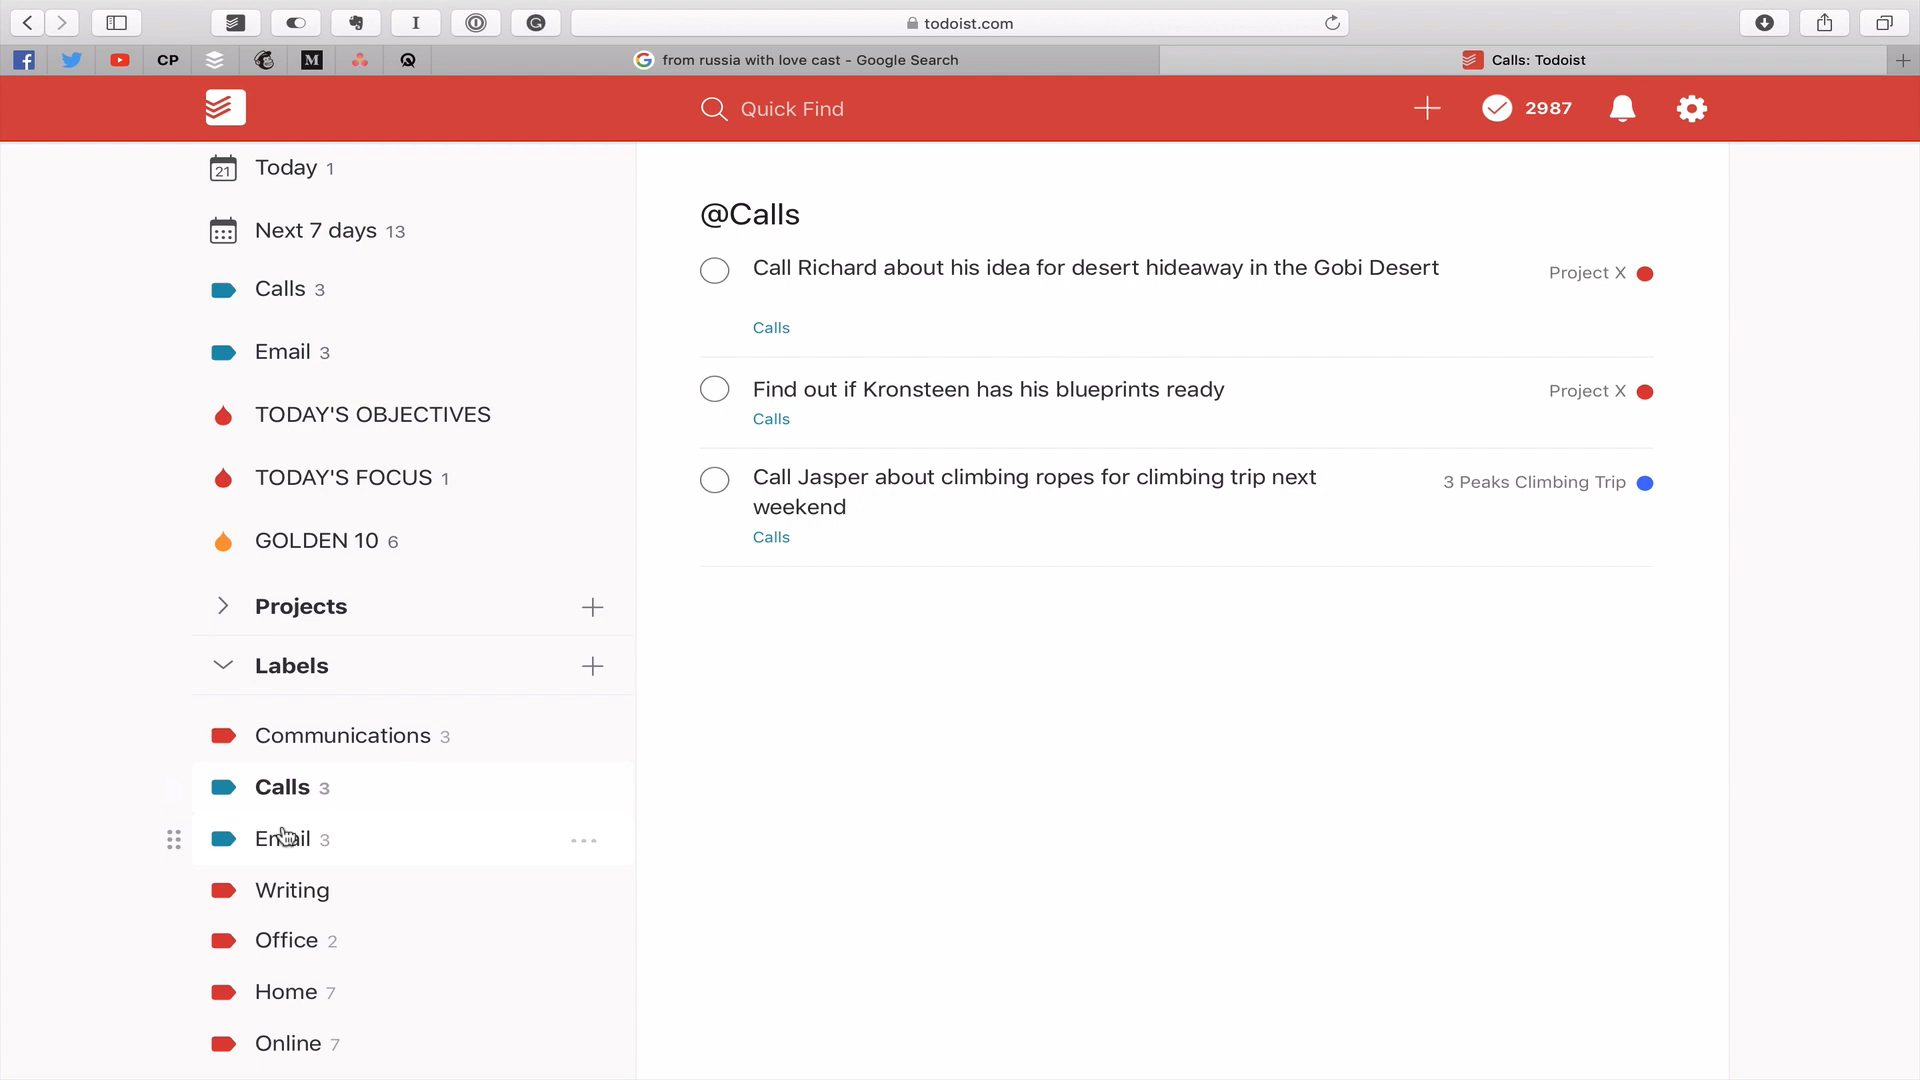 todoist.com
CP
M
from russia with love cast - Google Search
Calls: Todoist
Quick Find
2987
21
Today 1
Next 7 days 13
Calls 3
Email 3
TODAY'S OBJECTIVES
TODAY'S FOCUS 1
GOLDEN 10 6
Projects
Labels
Communications 3
Calls 3
Email 3
Writing
Office 2
Home 7
Online 7
@Calls
Call Richard about his idea for desert hideaway in the Gobi Desert
Project X
Calls
Find out if Kronsteen has his blueprints ready
Project X
Calls
Call Jasper about climbing ropes for climbing trip next
weekend
3 Peaks Climbing Trip
Calls